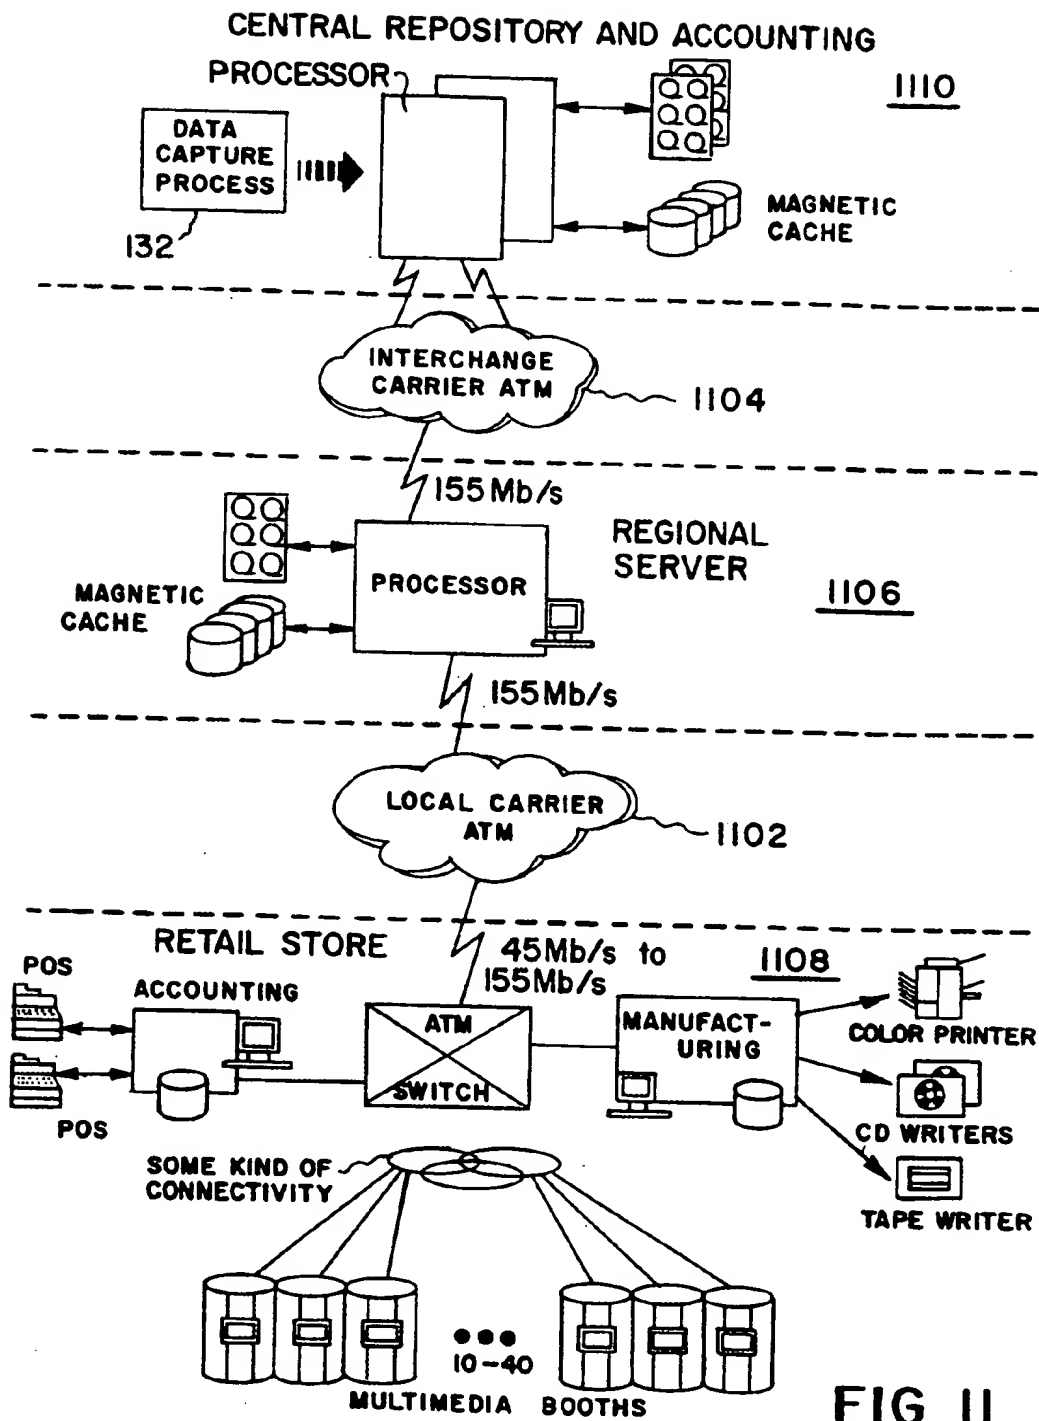 CENTRAL REPOSITORY AND ACCOUNTING
PROCESSOR
1110
DATA
CAPTURE
PROCESS
132
MAGNETIC
CACHE
INTERCHANGE
CARRIER ATM
1104
155Mb/s
REGIONAL
SERVER
PROCESSOR
1106
MAGNETIC
CACHE
155Mb/s
LOCAL CARRIER
ATM
1102
RETAIL STORE
45Mb/s to
155Mb/s
1108
POS
ACCOUNTING
ATM
SWITCH
MANUFACT-
URING
COLOR PRINTER
POS
CD WRITERS
SOME KIND OF
CONNECTIVITY
TAPE WRITER
10-40
MULTIMEDIA BOOTHS
FIG 11